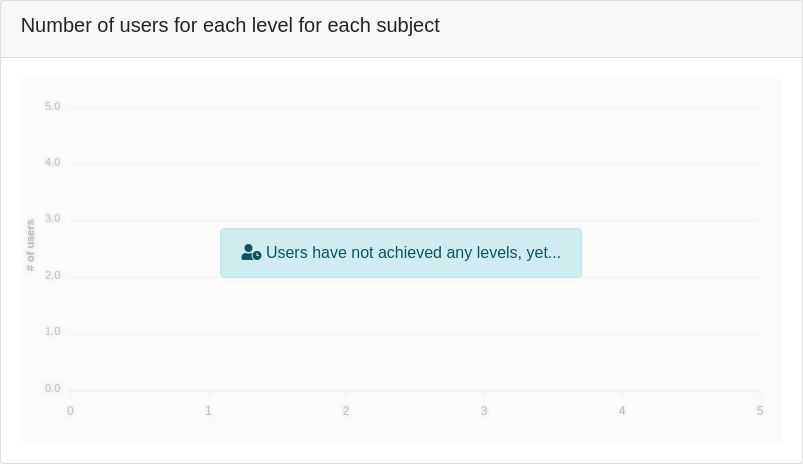 Number of users for each level for each subject
5.0
4.0
3.0
# of users
Users have not achieved any levels, yet...
2.0
1.0
0.0
0 1 2 3 4 5